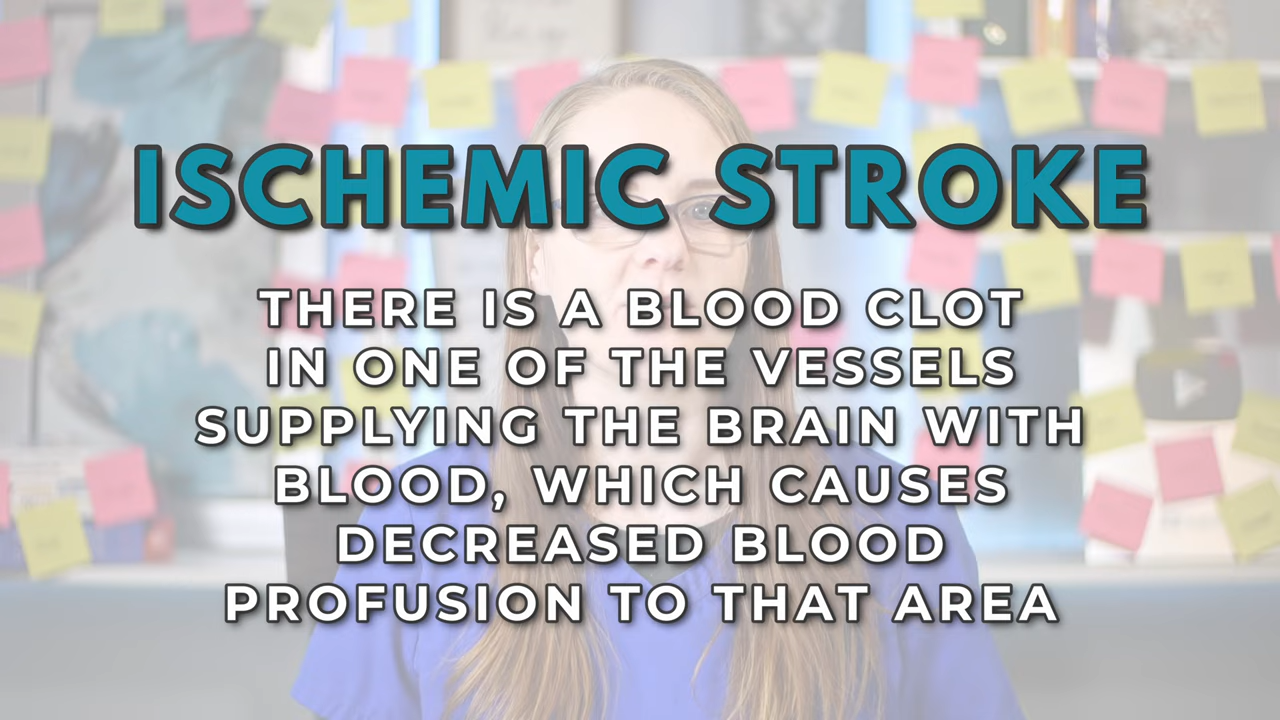 ISCHEMIC STROKE
THERE IS A BLOOD CLOT
IN ONE OF THE VESSELS
SUPPLYING THE BRAIN WITH
BLOOD, WHICH CAUSES
DECREASED BLOOD
PROFUSION TO THAT AREA